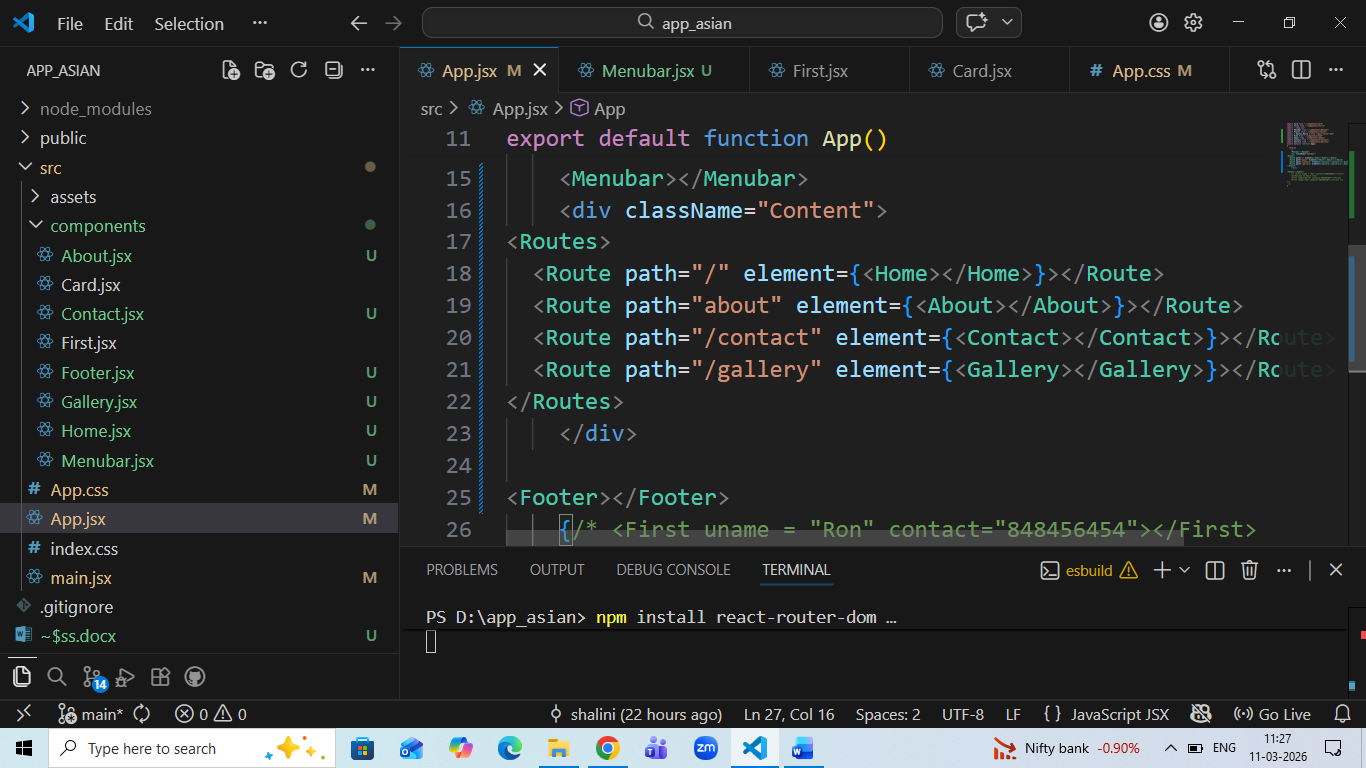 File Edit Selection ··· app_asian
APP_ASIAN
node_modules
public
src
assets
components
About.jsx U
Card.jsx
Contact.jsx U
First.jsx
Footer.jsx U
Gallery.jsx U
Home.jsx U
Menubar.jsx U
App.css M
App.jsx M
index.css
main.jsx M
.gitignore
~$ss.docx U
App.jsx M Menubar.jsx U First.jsx Card.jsx # App.css M
src > App.jsx > App
11 export default function App()
15 <Menubar></Menubar>
16 <div className="Content">
17 <Routes>
18 <Route path="/" element={<Home></Home>}></Route>
19 <Route path="about" element={<About></About>}></Route>
20 <Route path="/contact" element={<Contact></Contact>}></Route>
21 <Route path="/gallery" element={<Gallery></Gallery>}></Route>
22 </Routes>
23 </div>
24
25 <Footer></Footer>
26 {/* <First uname = "Ron" contact="848456454"></First>
PROBLEMS OUTPUT DEBUG CONSOLE TERMINAL esbuild
PS D:\app_asian> npm install react-router-dom …
14
main* 0 0 shalini (22 hours ago) Ln 27, Col 16 Spaces: 2 UTF-8 LF {} JavaScript JSX Go Live
Type here to search zm Nifty bank -0.90% ENG 11:27
11-03-2026